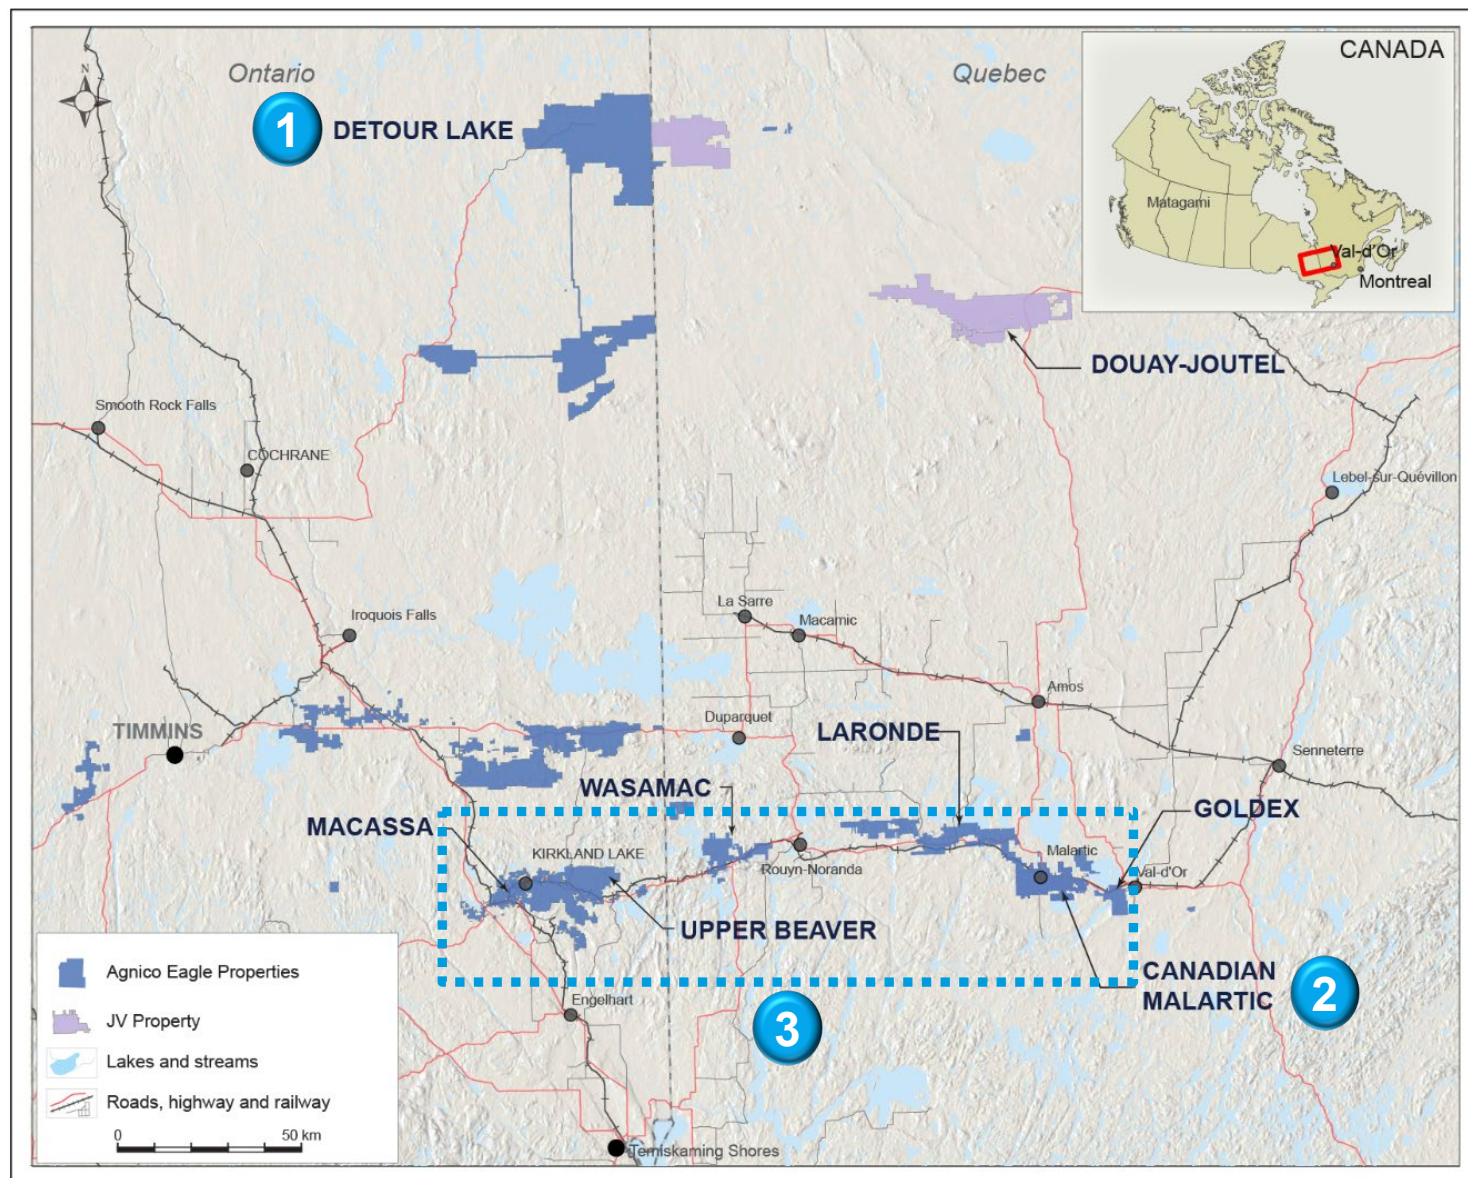 Ontario
Quebec
CANADA
N
1
DETOUR LAKE
Matagami
Val-d'Or
Montreal
DOUAY-JOUTEL
Smooth Rock Falls
COCHRANE
Lebel-sur-Quévillon
La Sarre
Macamic
Iroquois Falls
Amos
TIMMINS
Duparquet
LARONDE
Senneterre
WASAMAC
MACASSA
GOLDEX
KIRKLAND LAKE
Rouyn-Noranda
Malartic
Val-d'Or
UPPER BEAVER
CANADIAN
MALARTIC
2
3
Engelhart
Agnico Eagle Properties
JV Property
Lakes and streams
Roads, highway and railway
0 50 km
Temiskaming Shores